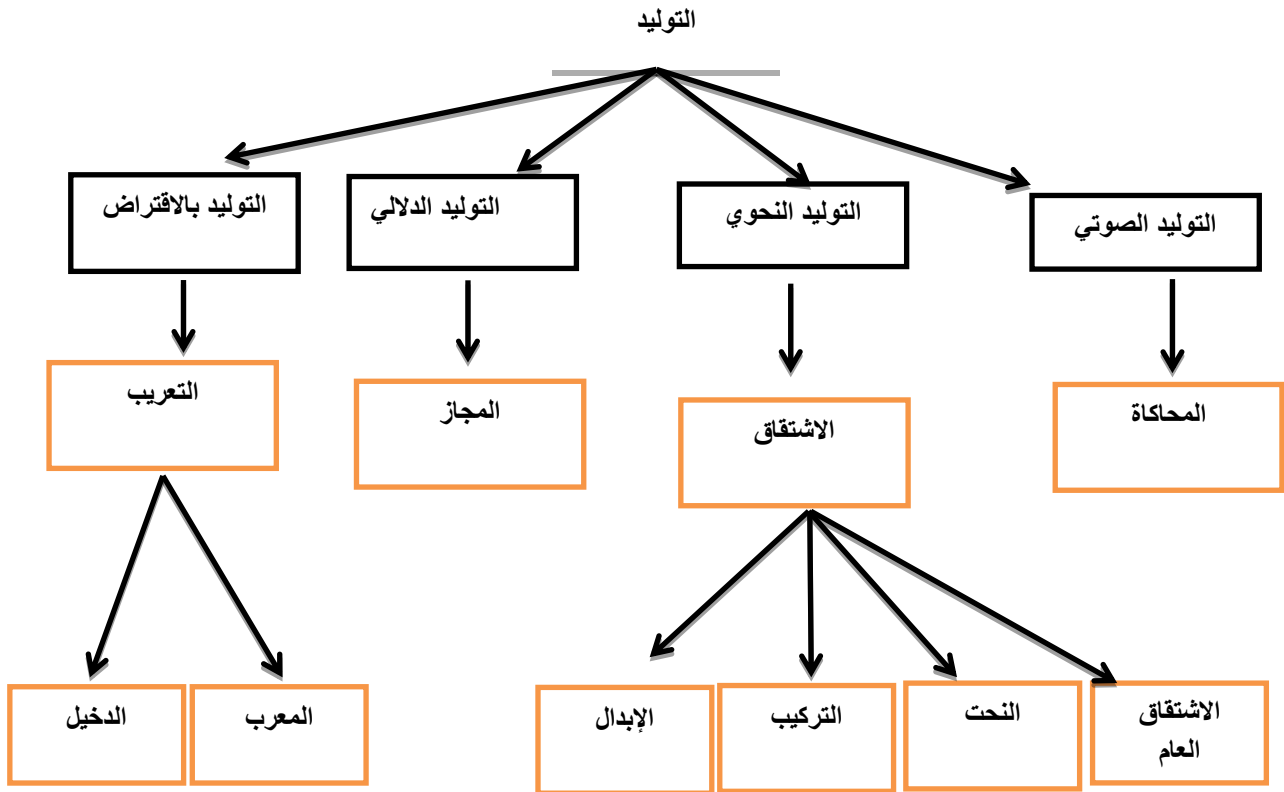 التوليد
التوليد الصوتي
التوليد النحوي
التوليد الدلالي
التوليد بالاقتراض
المحاكاة
الاشتقاق
المجاز
التعريب
الاشتقاق
العام
النحت
التركيب
الإبدال
المعرب
الدخيل